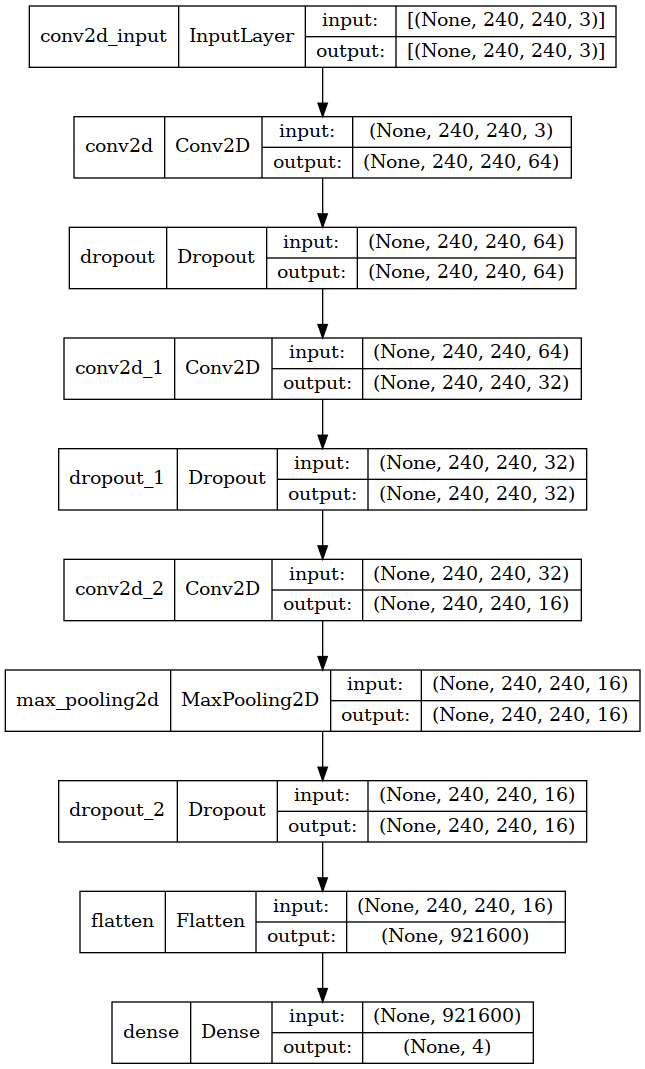 conv2d_input InputLayer input: [(None, 240, 240, 3)]
output: [(None, 240, 240, 3)]
conv2d Conv2D input: (None, 240, 240, 3)
output: (None, 240, 240, 64)
dropout Dropout input: (None, 240, 240, 64)
output: (None, 240, 240, 64)
conv2d_1 Conv2D input: (None, 240, 240, 64)
output: (None, 240, 240, 32)
dropout_1 Dropout input: (None, 240, 240, 32)
output: (None, 240, 240, 32)
conv2d_2 Conv2D input: (None, 240, 240, 32)
output: (None, 240, 240, 16)
max_pooling2d MaxPooling2D input: (None, 240, 240, 16)
output: (None, 240, 240, 16)
dropout_2 Dropout input: (None, 240, 240, 16)
output: (None, 240, 240, 16)
flatten Flatten input: (None, 240, 240, 16)
output: (None, 921600)
dense Dense input: (None, 921600)
output: (None, 4)